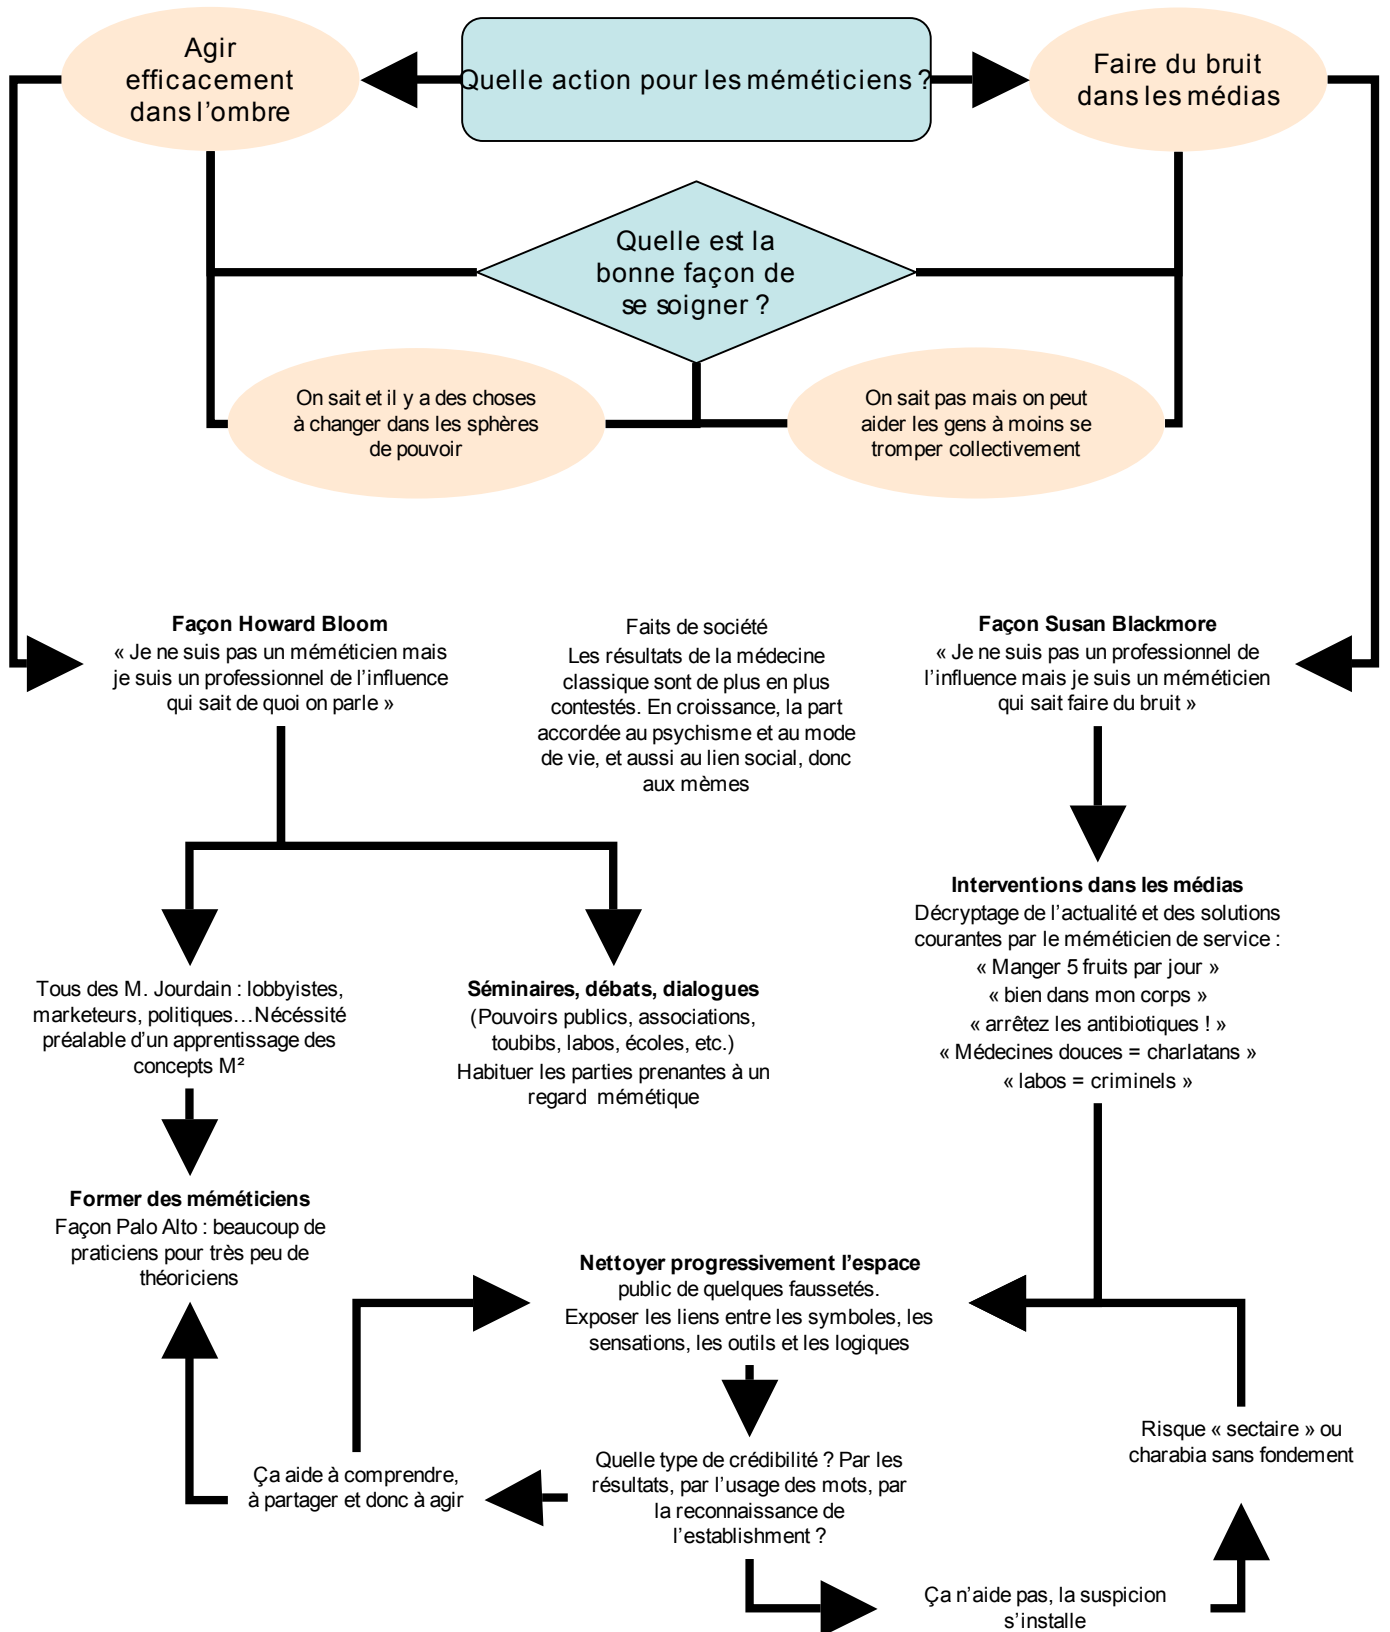 Agir
efficacement
dans l’ombre
Quelle action pour les méméticiens ?
Faire du bruit
dans les médias
Quelle est la
bonne façon de
se soigner ?
On sait et il y a des choses
à changer dans les sphères
de pouvoir
On sait pas mais on peut
aider les gens à moins se
tromper collectivement
Façon Howard Bloom
« Je ne suis pas un méméticien mais
je suis un professionnel de l’influence
qui sait de quoi on parle »
Faits de société
Les résultats de la médecine
classique sont de plus en plus
contestés. En croissance, la part
accordée au psychisme et au mode
de vie, et aussi au lien social, donc
aux mèmes
Façon Susan Blackmore
« Je ne suis pas un professionnel de
l’influence mais je suis un méméticien
qui sait faire du bruit »
Interventions dans les médias
Décryptage de l’actualité et des solutions
courantes par le méméticien de service :
« Manger 5 fruits par jour »
« bien dans mon corps »
« arrêtez les antibiotiques ! »
« Médecines douces = charlatans »
« labos = criminels »
Tous des M. Jourdain : lobbyistes,
marketeurs, politiques…Nécéssité
préalable d’un apprentissage des
concepts M²
Séminaires, débats, dialogues
(Pouvoirs publics, associations,
toubibs, labos, écoles, etc.)
Habituer les parties prenantes à un
regard mémétique
Former des méméticiens
Façon Palo Alto : beaucoup de
praticiens pour très peu de
théoriciens
Nettoyer progressivement l’espace
public de quelques faussetés.
Exposer les liens entre les symboles, les
sensations, les outils et les logiques
Risque « sectaire » ou
charabia sans fondement
Ça aide à comprendre,
à partager et donc à agir
Quelle type de crédibilité ? Par les
résultats, par l’usage des mots, par
la reconnaissance de
l’establishment ?
Ça n’aide pas, la suspicion
s’installe